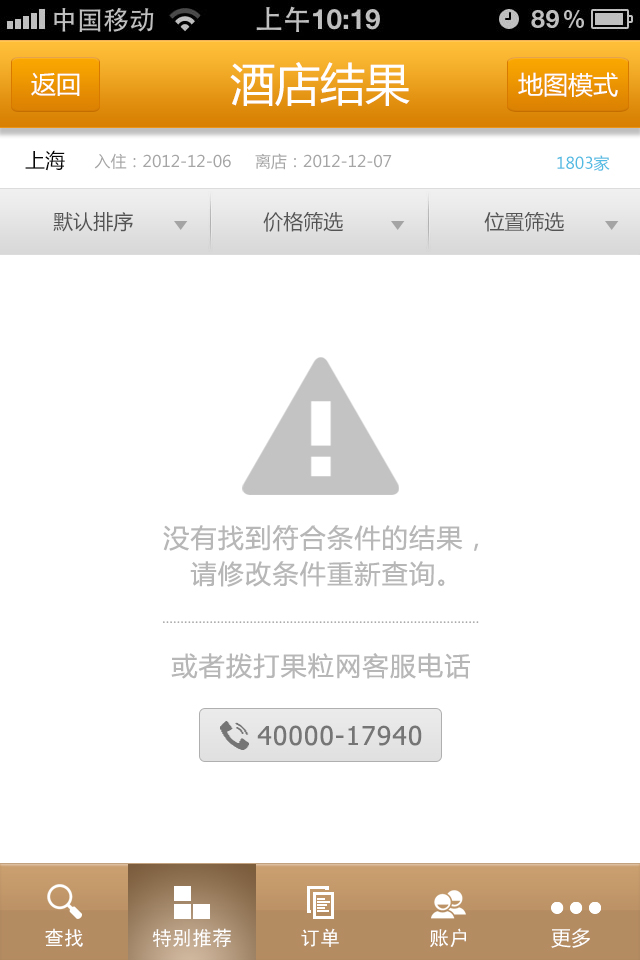 中国移动 上午10:19 89%
返回 酒店结果 地图模式
上海 入住：2012-12-06 离店：2012-12-07 1803家
默认排序 价格筛选 位置筛选
没有找到符合条件的结果，
请修改条件重新查询。
或者拨打果粒网客服电话
40000-17940
查找 特别推荐 订单 账户 更多